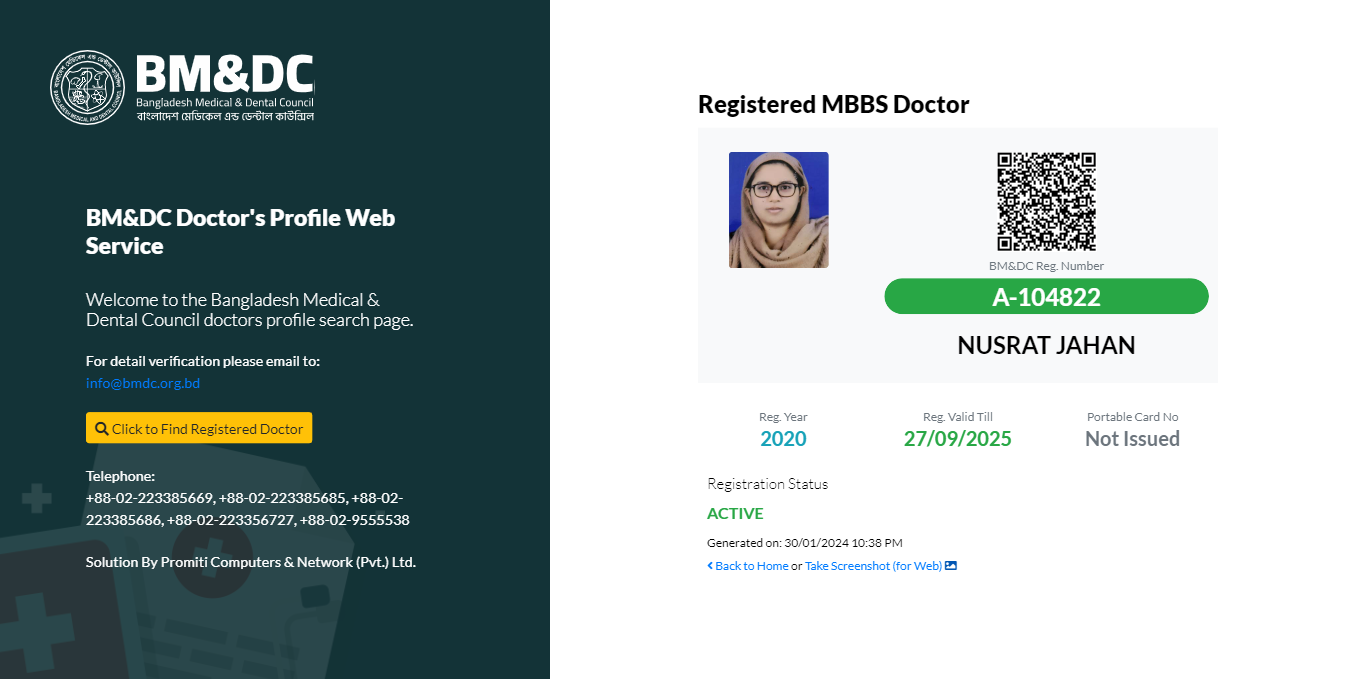 BM&DC
Bangladesh Medical & Dental Council
বাংলাদেশ মেডিকেল এন্ড ডেন্টাল কাউন্সিল
BM&DC Doctor's Profile Web
Service
Welcome to the Bangladesh Medical &
Dental Council doctors profile search page.
For detail verification please email to:
info@bmdc.org.bd
Click to Find Registered Doctor
Telephone:
+88-02-223385669, +88-02-223385685, +88-02-
223385686, +88-02-223356727, +88-02-9555538
Solution By Promiti Computers & Network (Pvt.) Ltd.
Registered MBBS Doctor
BM&DC Reg. Number
A-104822
NUSRAT JAHAN
Reg. Year
2020
Reg. Valid Till
27/09/2025
Portable Card No
Not Issued
Registration Status
ACTIVE
Generated on: 30/01/2024 10:38 PM
Back to Home or Take Screenshot (for Web)